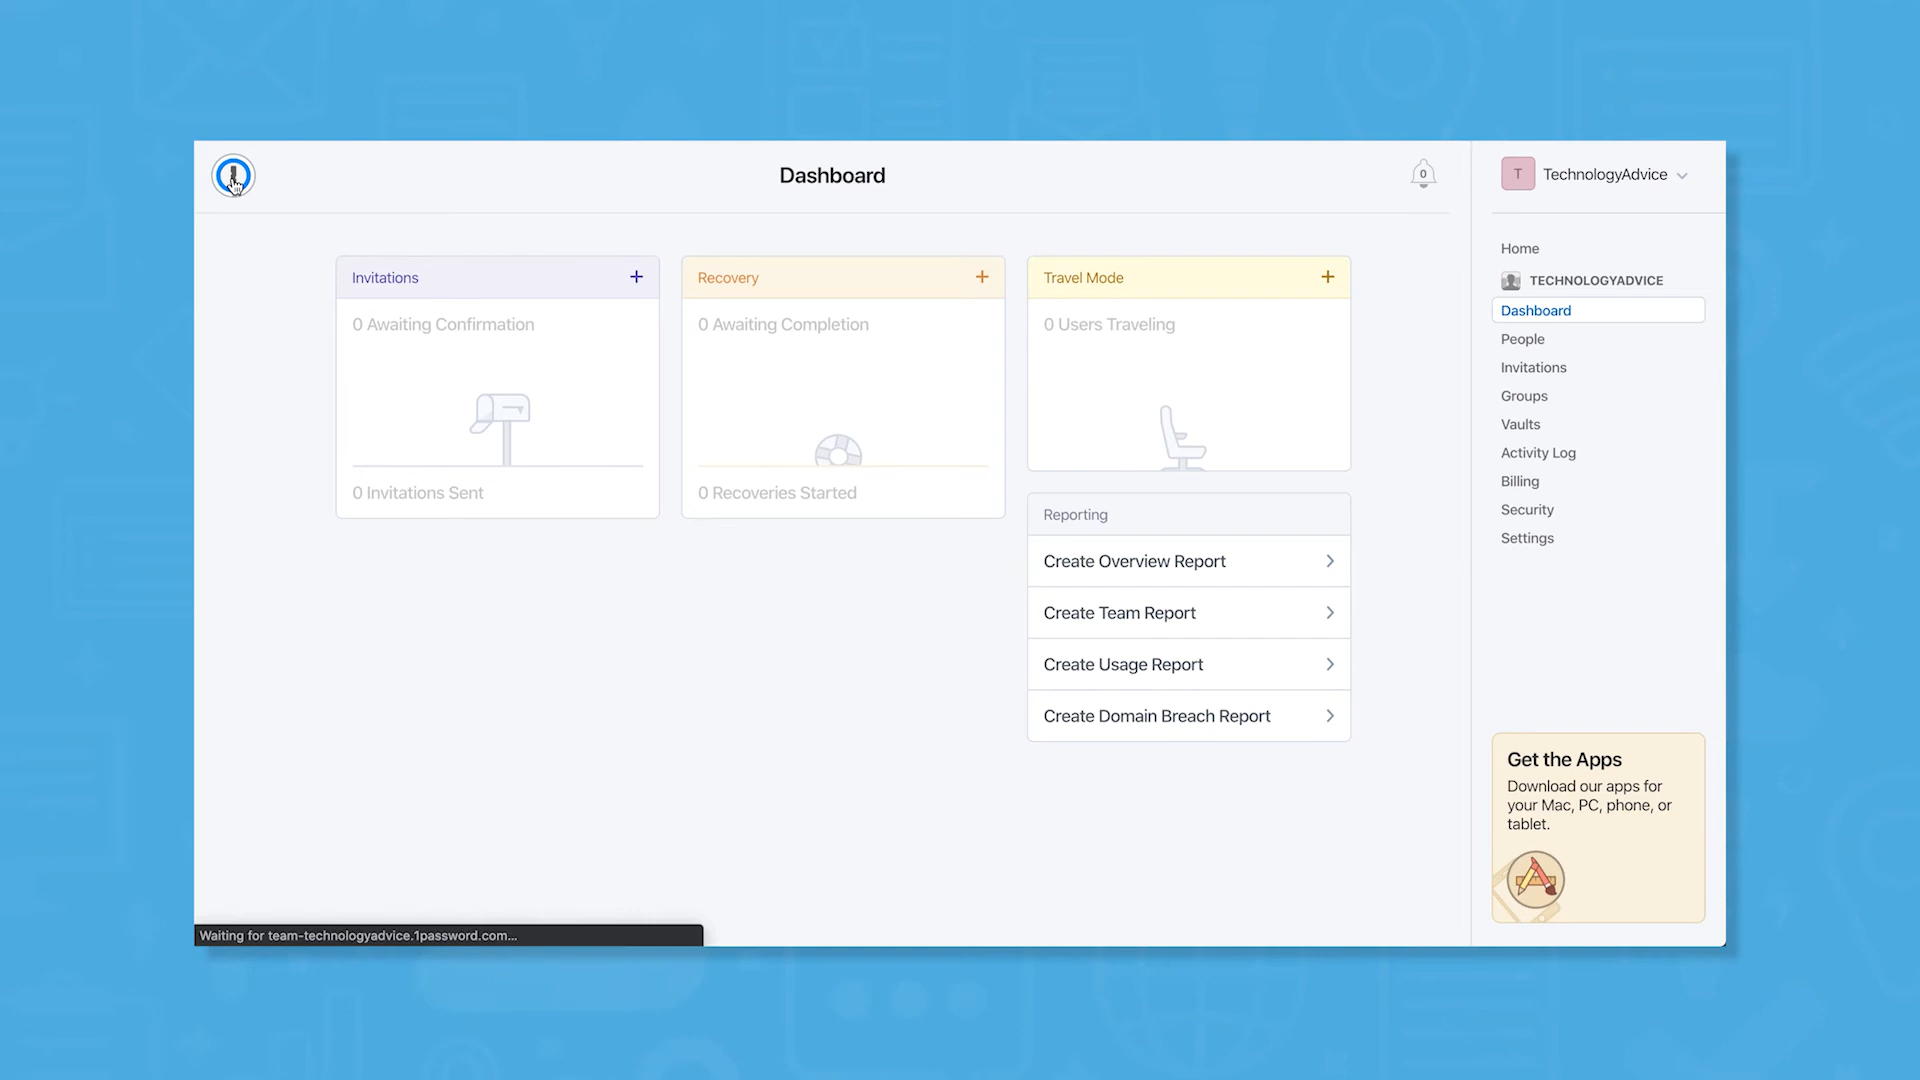 Dashboard
0
T
TechnologyAdvice
Invitations
0 Awaiting Confirmation
0 Invitations Sent
Recovery
0 Awaiting Completion
0 Recoveries Started
Travel Mode
0 Users Traveling
Reporting
Create Overview Report
Create Team Report
Create Usage Report
Create Domain Breach Report
Home
TECHNOLOGYADVICE
Dashboard
People
Invitations
Groups
Vaults
Activity Log
Billing
Security
Settings
Get the Apps
Download our apps for
your Mac, PC, phone, or
tablet.
Waiting for team-technologyadvice.1password.com...